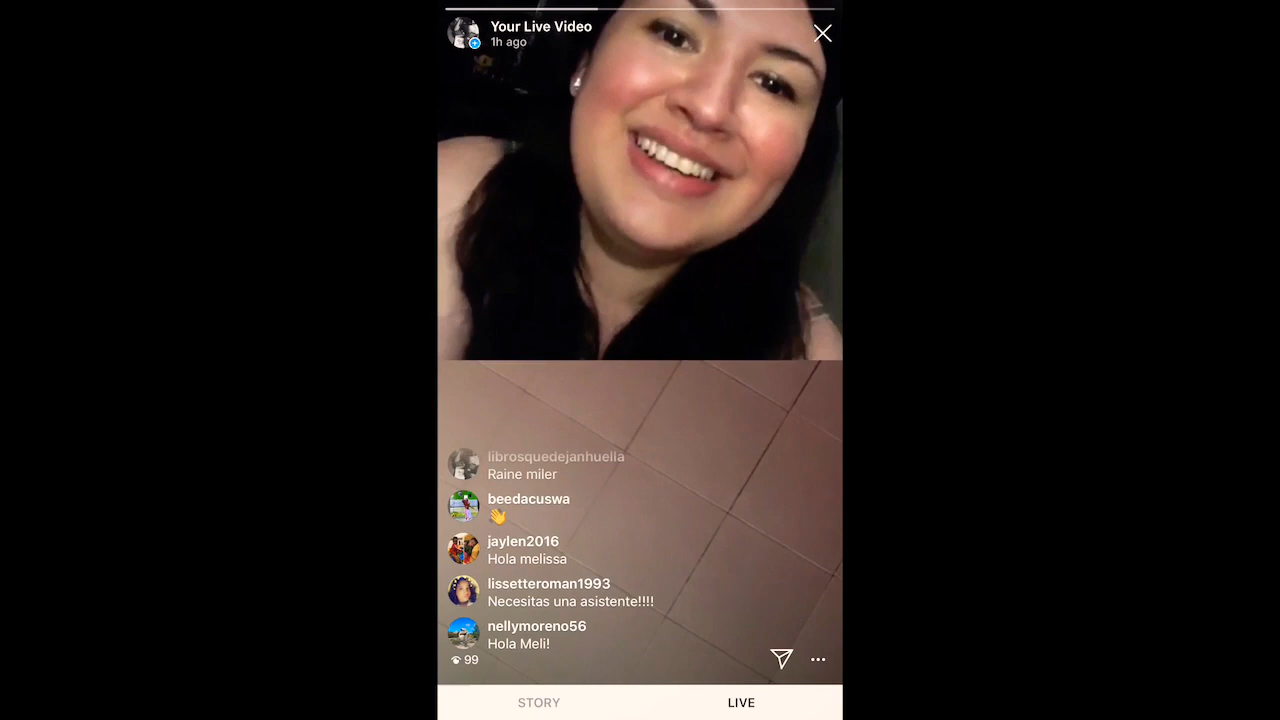 Your Live Video
1h ago
librosquedejanhuella
Raine miler
beedacuswa
👋
jaylen2016
Hola melissa
lissetteroman1993
Necesitas una asistente!!!!
nellymoreno56
Hola Meli!
99
STORY
LIVE